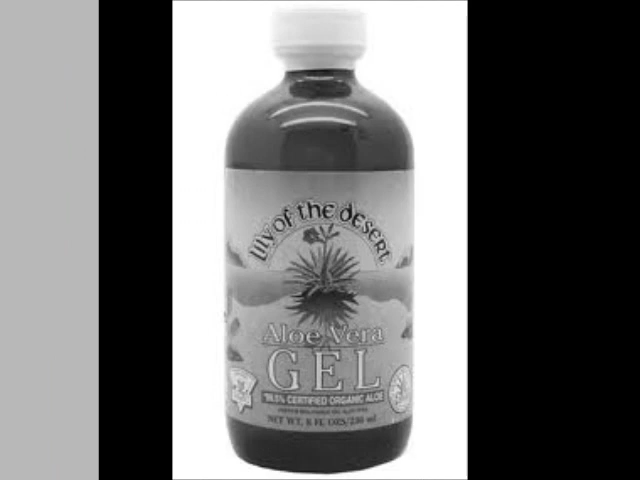 Lily of the Desert
Aloe Vera
GEL
*99.5% CERTIFIED ORGANIC ALOE
NET WT. 8 FL OZS/236 ml